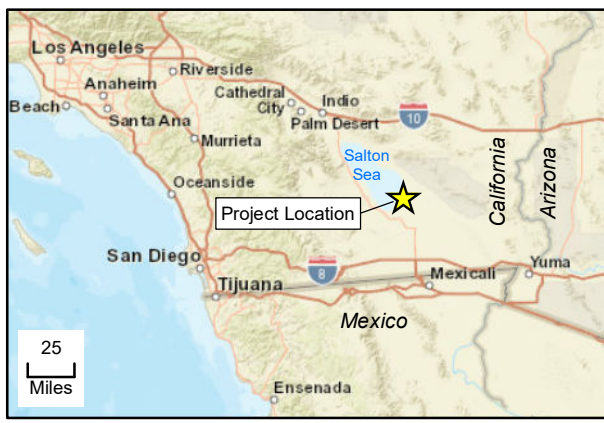 Los Angeles
Riverside
Anaheim
Cathedral
City
Indio
Beach
Santa Ana
Palm Desert
10
Murrieta
Salton
Sea
California
Arizona
Oceanside
Project Location
San Diego
8
Yuma
Tijuana
Mexicali
Mexico
25
Miles
Ensenada